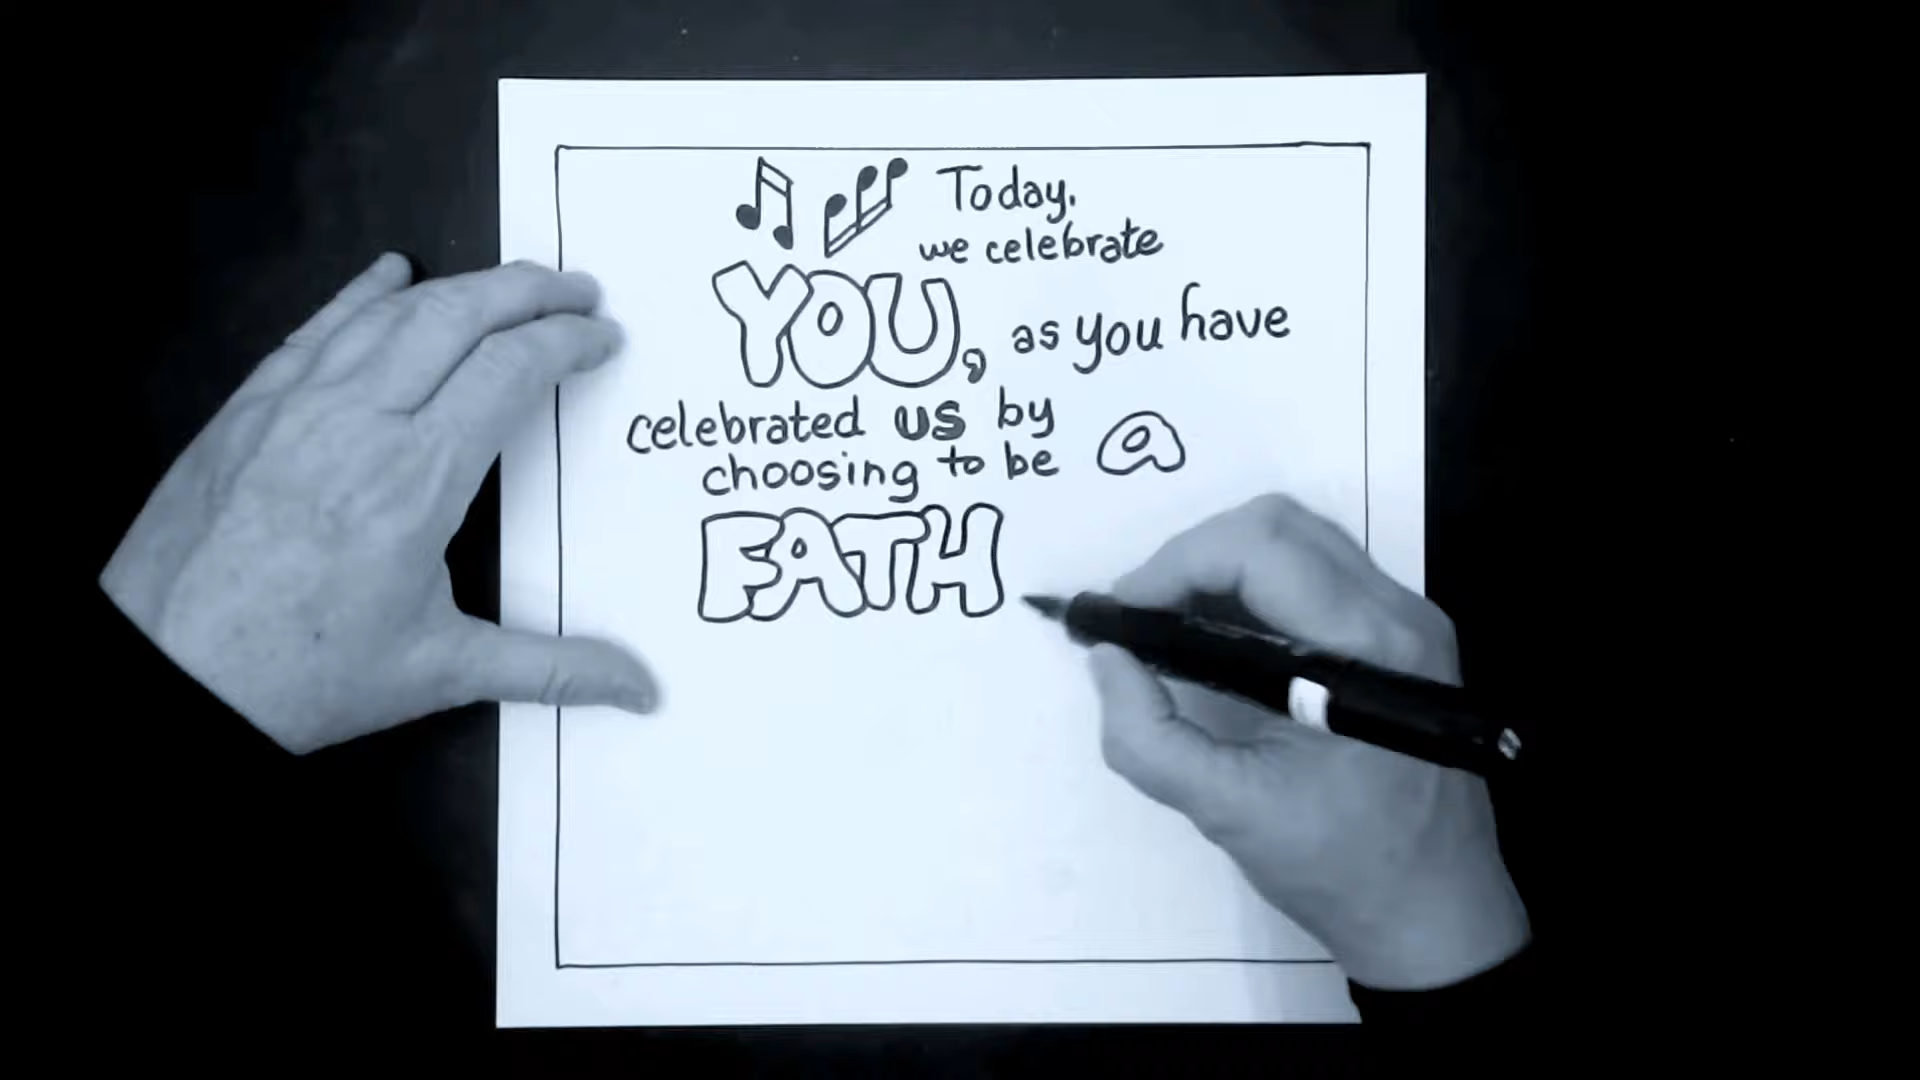 Today,
we celebrate
YOU, as you have
celebrated us by
choosing to be a
FATH